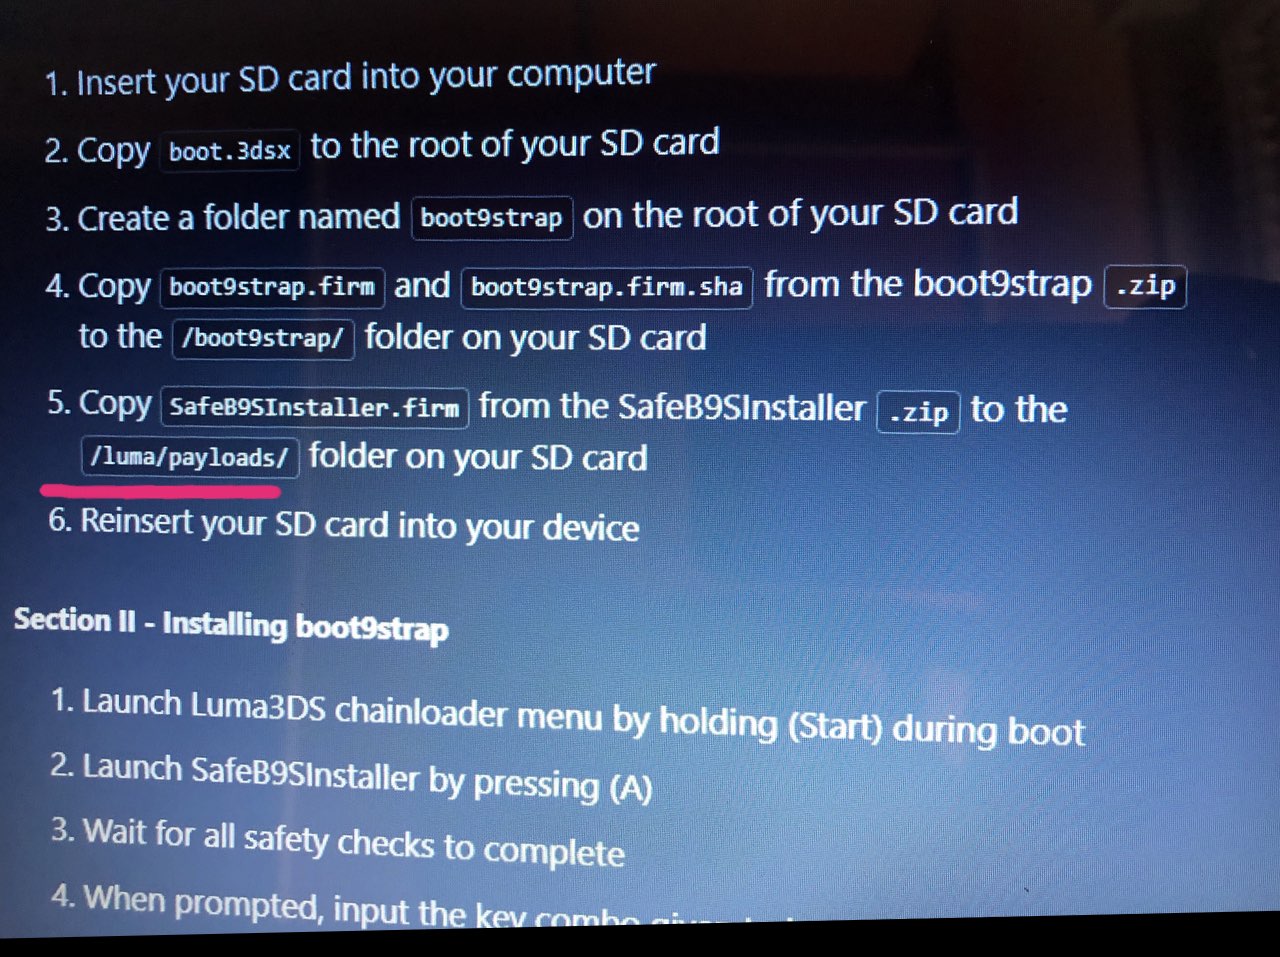 1. Insert your SD card into your computer
2. Copy boot.3dsx to the root of your SD card
3. Create a folder named boot9strap on the root of your SD card
4. Copy boot9strap.firm and boot9strap.firm.sha from the boot9strap .zip
to the /boot9strap/ folder on your SD card
5. Copy SafeB9SInstaller.firm from the SafeB9SInstaller .zip to the
/luma/payloads/ folder on your SD card
6. Reinsert your SD card into your device
Section II - Installing boot9strap
1. Launch Luma3DS chainloader menu by holding (Start) during boot
2. Launch SafeB9SInstaller by pressing (A)
3. Wait for all safety checks to complete
4. When prompted, input the key combo